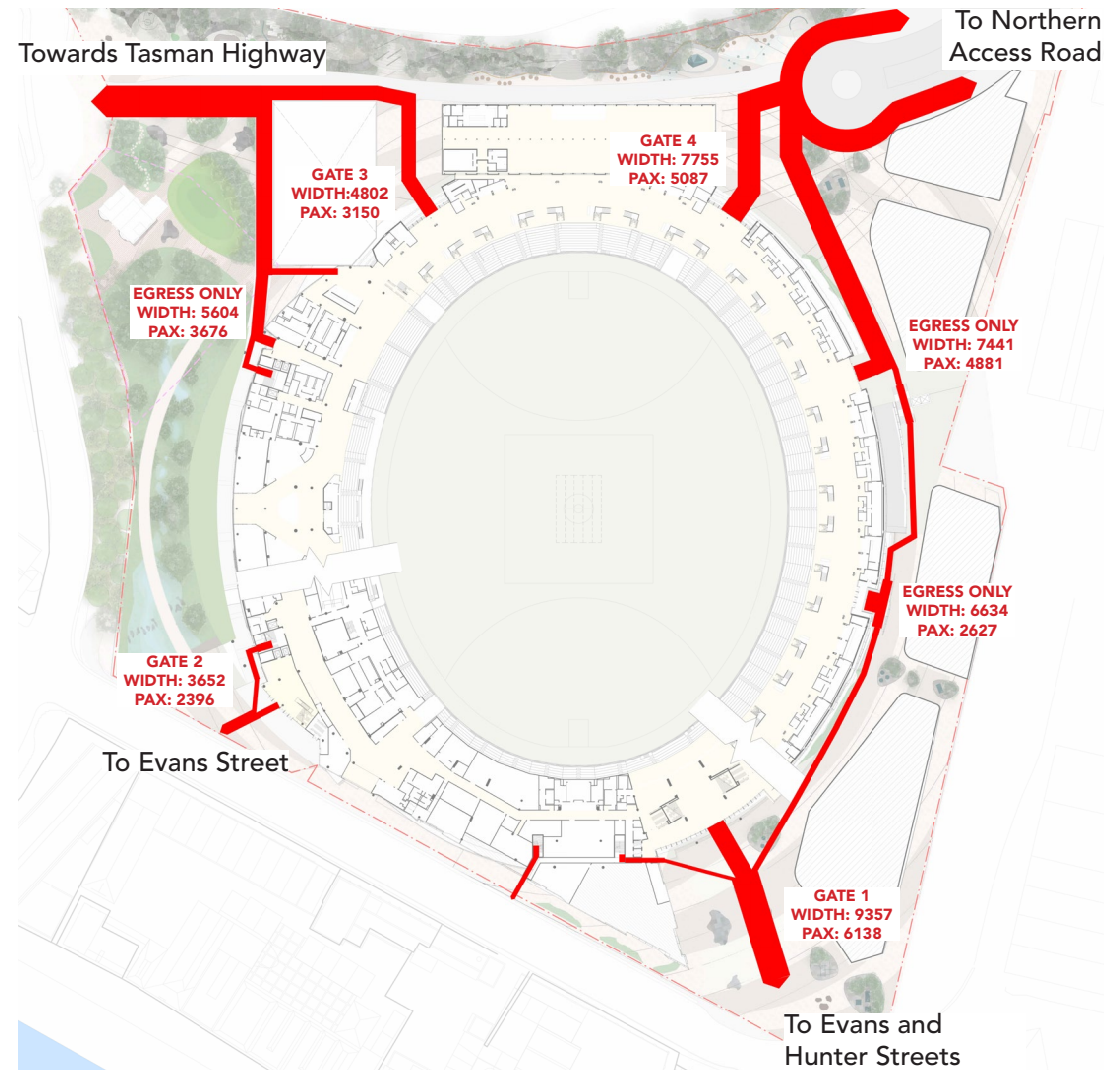 To Northern
Access Road
Towards Tasman Highway
GATE 4
WIDTH: 7755
PAX: 5087
GATE 3
WIDTH:4802
PAX: 3150
EGRESS ONLY
WIDTH: 5604
PAX: 3676
EGRESS ONLY
WIDTH: 7441
PAX: 4881
EGRESS ONLY
WIDTH: 6634
PAX: 2627
GATE 2
WIDTH: 3652
PAX: 2396
To Evans Street
GATE 1
WIDTH: 9357
PAX: 6138
To Evans and
Hunter Streets